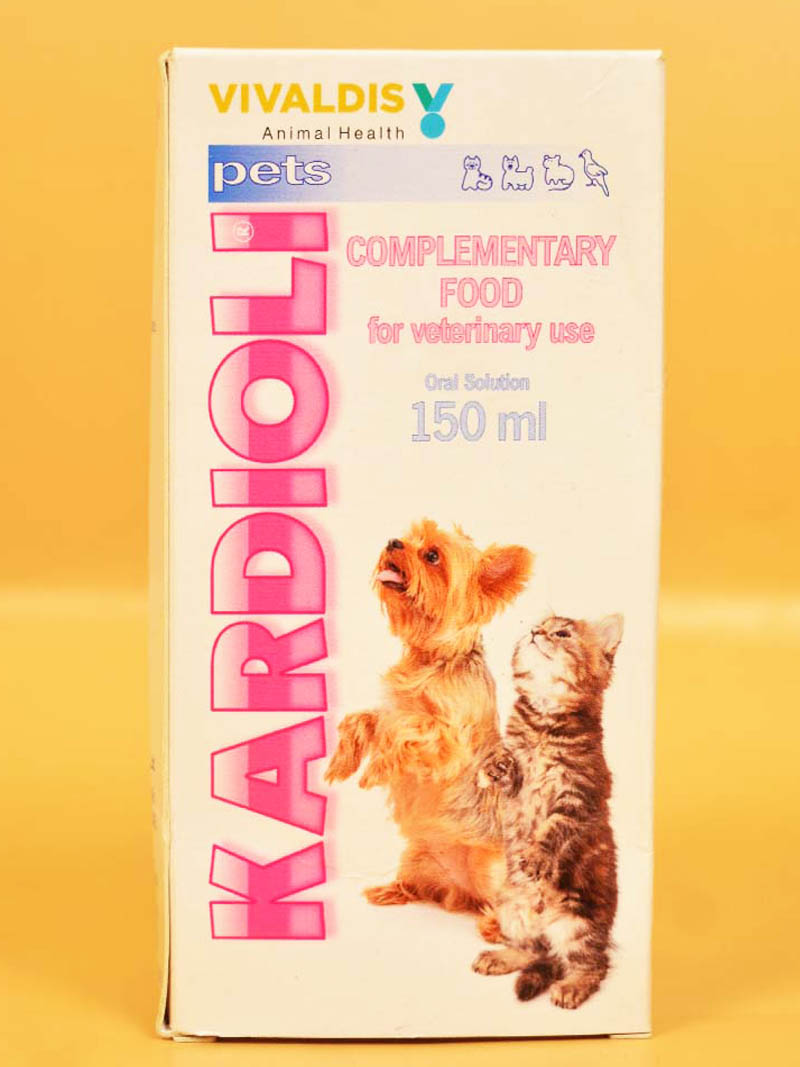 VIVALDIS
Animal Health
pets
KARDIOLI®
COMPLEMENTARY
FOOD
for veterinary use
Oral Solution
150 ml